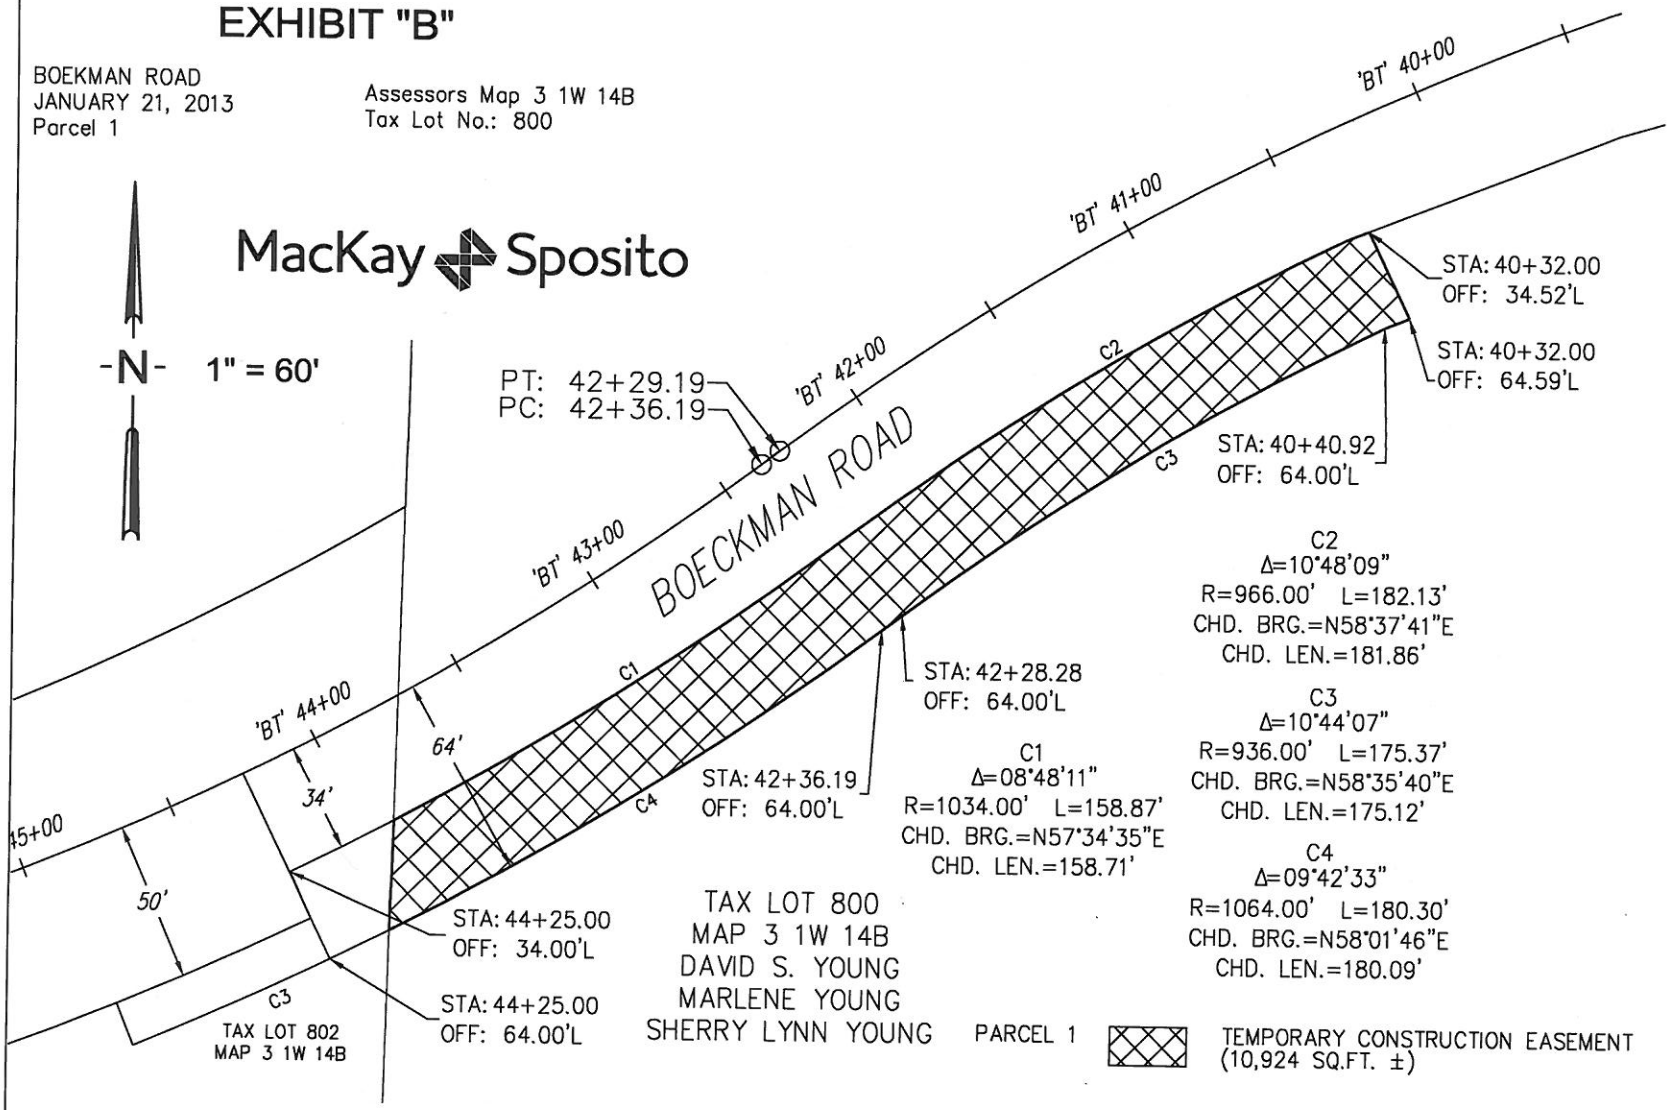 EXHIBIT "B"
BOEKMAN ROAD
JANUARY 21, 2013
Parcel 1
Assessors Map 3 1W 14B
Tax Lot No.: 800
MacKay Sposito
-N-
1" = 60'
'BT' 40+00
'BT' 41+00
'BT' 42+00
'BT' 43+00
'BT' 44+00
45+00
PT: 42+29.19
PC: 42+36.19
BOECKMAN ROAD
C2
C3
C1
C4
STA: 40+32.00
OFF: 34.52'L
STA: 40+32.00
OFF: 64.59'L
STA: 40+40.92
OFF: 64.00'L
STA: 42+28.28
OFF: 64.00'L
STA: 42+36.19
OFF: 64.00'L
64'
34'
50'
STA: 44+25.00
OFF: 34.00'L
STA: 44+25.00
OFF: 64.00'L
C3
TAX LOT 802
MAP 3 1W 14B
C1
Δ=08°48'11"
R=1034.00' L=158.87'
CHD. BRG.=N57°34'35"E
CHD. LEN.=158.71'
C2
Δ=10°48'09"
R=966.00' L=182.13'
CHD. BRG.=N58°37'41"E
CHD. LEN.=181.86'
C3
Δ=10°44'07"
R=936.00' L=175.37'
CHD. BRG.=N58°35'40"E
CHD. LEN.=175.12'
C4
Δ=09°42'33"
R=1064.00' L=180.30'
CHD. BRG.=N58°01'46"E
CHD. LEN.=180.09'
TAX LOT 800
MAP 3 1W 14B
DAVID S. YOUNG
MARLENE YOUNG
SHERRY LYNN YOUNG
PARCEL 1
TEMPORARY CONSTRUCTION EASEMENT
(10,924 SQ.FT. ±)